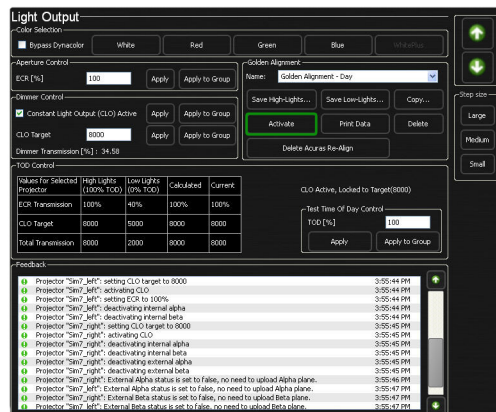 Light Output
Color Selection
Bypass Dynacolor White Red Green Blue WhitePlus
Aperture Control
ECR [%] 100 Apply Apply to Group
Golden Alignment
Name: Golden Alignment - Day
Save High-Lights... Save Low-Lights... Copy...
Activate Print Data Delete
Delete Acuras Re-Align
Dimmer Control
Constant Light Output (CLO) Active Apply Apply to Group
CLO Target 8000 Apply Apply to Group
Dimmer Transmission [%] : 34.58
Step size
Large
Medium
Small
TOD Control
Values for Selected Projector High Lights (100% TOD) Low Lights (0% TOD) Calculated Current
ECR Transmission 100% 40% 100% 100%
CLO Target 8000 5000 8000 8000
Total Transmission 8000 2000 8000 8000
CLO Active, Locked to Target(8000)
Test Time Of Day Control
TOD [%] 100
Apply Apply to Group
Feedback
Projector "Sim7_left": setting CLO target to 8000 3:55:44 PM
Projector "Sim7_left": activating CLO 3:55:44 PM
Projector "Sim7_left": setting ECR to 100% 3:55:44 PM
Projector "Sim7_left": deactivating internal alpha 3:55:44 PM
Projector "Sim7_left": deactivating internal beta 3:55:44 PM
Projector "Sim7_right": setting CLO target to 8000 3:55:45 PM
Projector "Sim7_right": activating CLO 3:55:45 PM
Projector "Sim7_right": deactivating internal alpha 3:55:45 PM
Projector "Sim7_right": deactivating internal beta 3:55:45 PM
Projector "Sim7_right": deactivating external alpha 3:55:45 PM
Projector "Sim7_right": deactivating external beta 3:55:45 PM
Projector "Sim7_right": External Alpha status is set to false, no need to upload Alpha plane. 3:55:46 PM
Projector "Sim7_left": External Alpha status is set to false, no need to upload Alpha plane. 3:55:47 PM
Projector "Sim7_right": External Beta status is set to false, no need to upload Beta plane. 3:55:47 PM
Projector "Sim7_left": External Beta status is set to false, no need to upload Beta plane. 3:55:47 PM